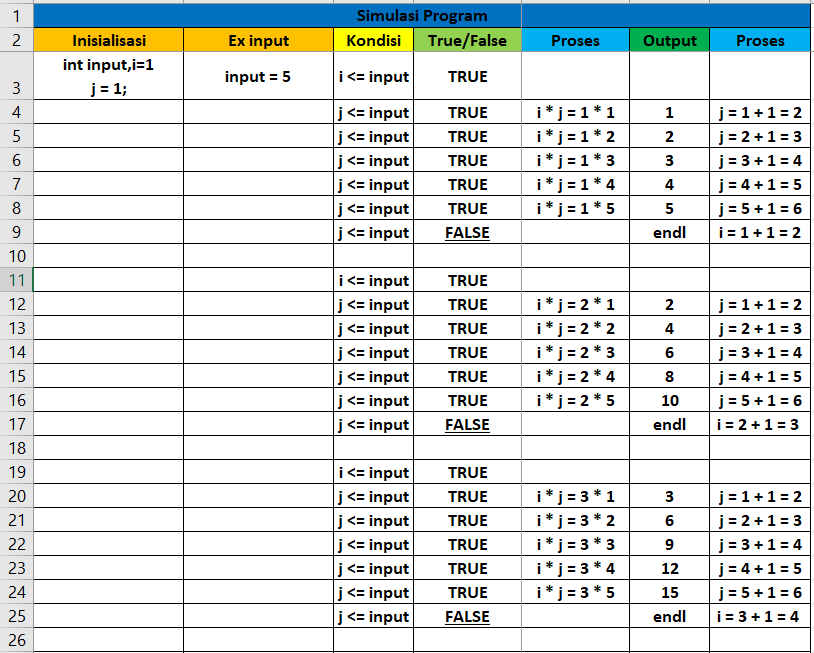 1 Simulasi Program
2 Inisialisasi Ex input Kondisi True/False Proses Output Proses
int input,i=1
3 j = 1; input = 5 i <= input TRUE
4 j <= input TRUE i * j = 1 * 1 1 j = 1 + 1 = 2
5 j <= input TRUE i * j = 1 * 2 2 j = 2 + 1 = 3
6 j <= input TRUE i * j = 1 * 3 3 j = 3 + 1 = 4
7 j <= input TRUE i * j = 1 * 4 4 j = 4 + 1 = 5
8 j <= input TRUE i * j = 1 * 5 5 j = 5 + 1 = 6
9 j <= input FALSE endl i = 1 + 1 = 2
10
11 i <= input TRUE
12 j <= input TRUE i * j = 2 * 1 2 j = 1 + 1 = 2
13 j <= input TRUE i * j = 2 * 2 4 j = 2 + 1 = 3
14 j <= input TRUE i * j = 2 * 3 6 j = 3 + 1 = 4
15 j <= input TRUE i * j = 2 * 4 8 j = 4 + 1 = 5
16 j <= input TRUE i * j = 2 * 5 10 j = 5 + 1 = 6
17 j <= input FALSE endl i = 2 + 1 = 3
18
19 i <= input TRUE
20 j <= input TRUE i * j = 3 * 1 3 j = 1 + 1 = 2
21 j <= input TRUE i * j = 3 * 2 6 j = 2 + 1 = 3
22 j <= input TRUE i * j = 3 * 3 9 j = 3 + 1 = 4
23 j <= input TRUE i * j = 3 * 4 12 j = 4 + 1 = 5
24 j <= input TRUE i * j = 3 * 5 15 j = 5 + 1 = 6
25 j <= input FALSE endl i = 3 + 1 = 4
26